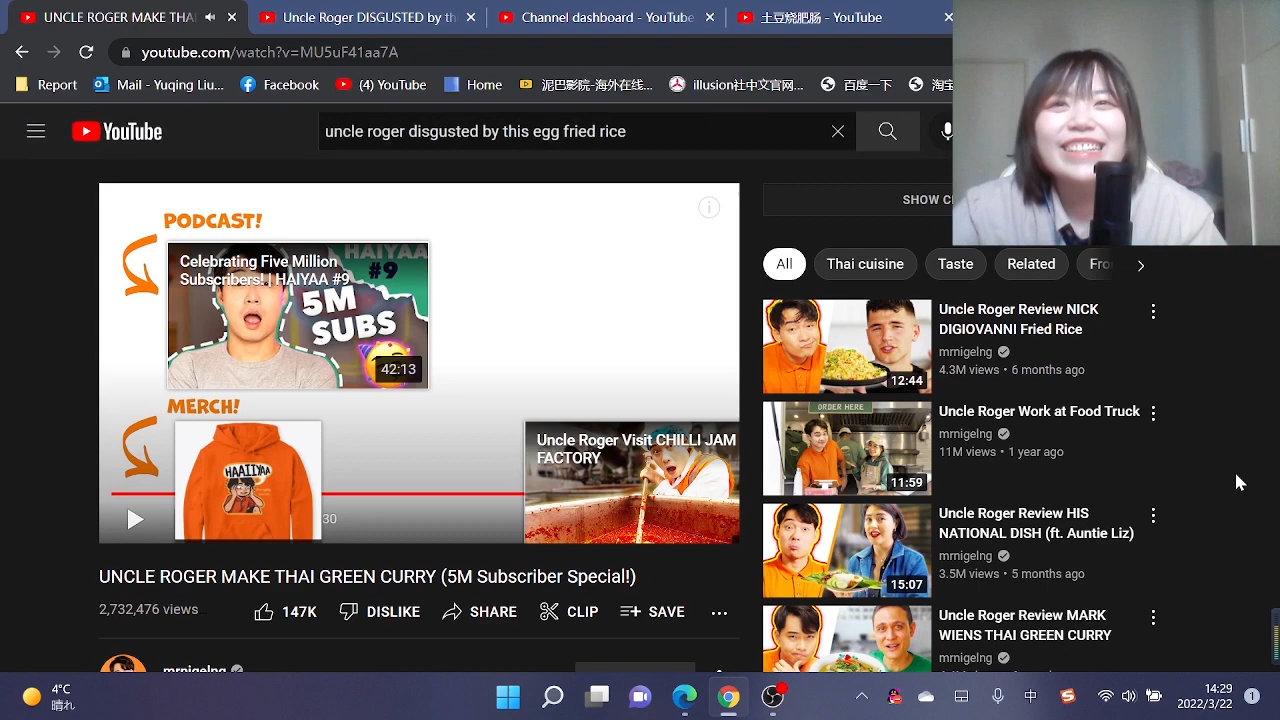 UNCLE ROGER MAKE THAI
Uncle Roger DISGUSTED by th
Channel dashboard - YouTube
土豆烧肥肠 - YouTube
youtube.com/watch?v=MU5uF41aa7A
Report
Mail - Yuqing Liu...
Facebook
(4) YouTube
Home
泥巴影院-海外在线...
illusion社中文官网...
百度一下
淘宝
YouTube
uncle roger disgusted by this egg fried rice
PODCAST!
Celebrating Five Million
Subscribers! | HAIYAA #9
HAIYAA
#9
5M
SUBS
42:13
MERCH!
HAAIIYAA
Uncle Roger Visit CHILLI JAM
FACTORY
30
UNCLE ROGER MAKE THAI GREEN CURRY (5M Subscriber Special!)
2,732,476 views
147K
DISLIKE
SHARE
CLIP
SAVE
mrnigelng
SHOW C
All
Thai cuisine
Taste
Related
Fro
Uncle Roger Review NICK
DIGIOVANNI Fried Rice
mrnigelng
4.3M views • 6 months ago
12:44
ORDER HERE
Uncle Roger Work at Food Truck
mrnigelng
11M views • 1 year ago
11:59
Uncle Roger Review HIS
NATIONAL DISH (ft. Auntie Liz)
mrnigelng
3.5M views • 5 months ago
15:07
Uncle Roger Review MARK
WIENS THAI GREEN CURRY
mrnigelng
4°C
晴れ
中
14:29
2022/3/22
1